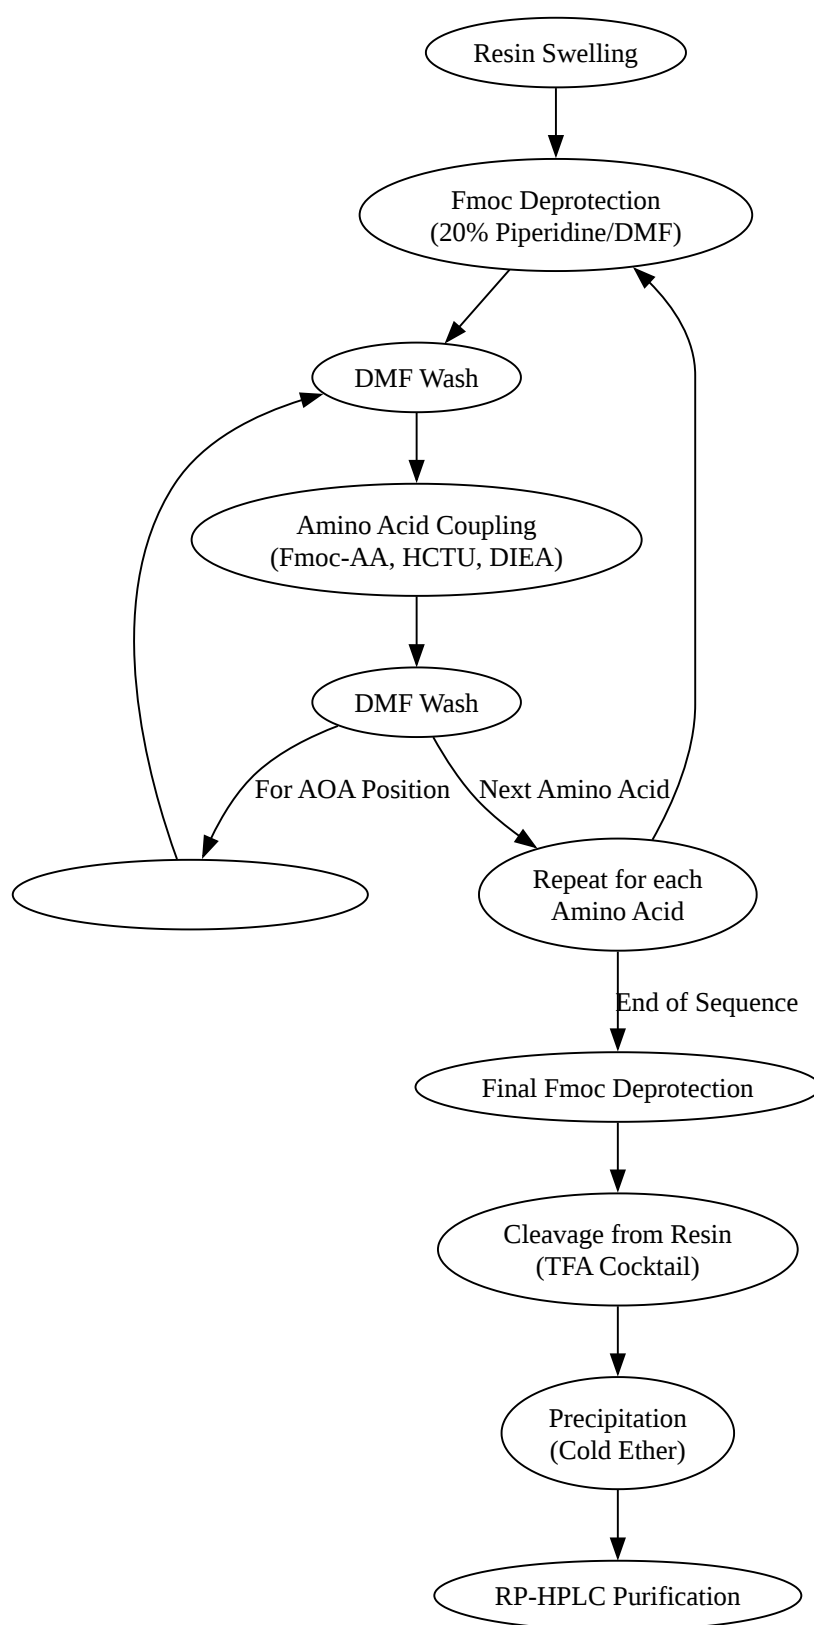 Resin Swelling
Fmoc Deprotection
(20% Piperidine/DMF)
DMF Wash
Amino Acid Coupling
(Fmoc-AA, HCTU, DIEA)
DMF Wash
For AOA Position
Next Amino Acid
Repeat for each
Amino Acid
End of Sequence
Final Fmoc Deprotection
Cleavage from Resin
(TFA Cocktail)
Precipitation
(Cold Ether)
RP-HPLC Purification